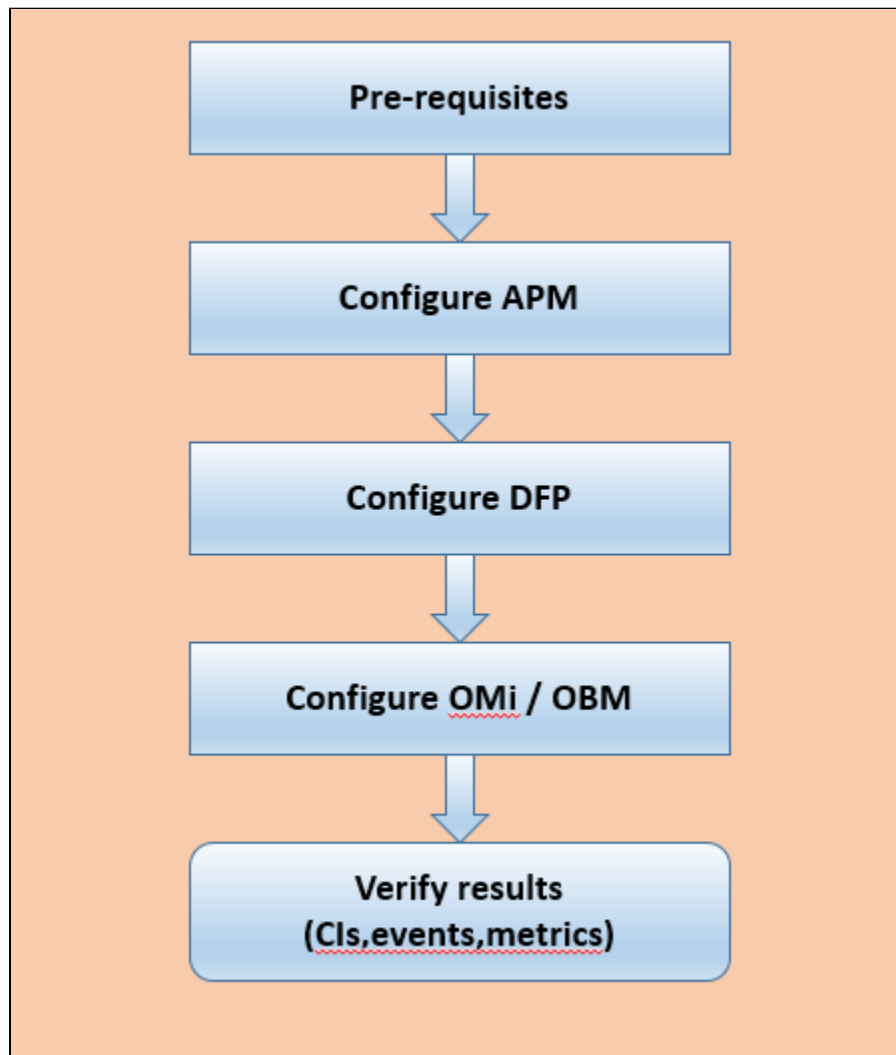 Pre-requisites
Configure APM
Configure DFP
Configure OMi / OBM
Verify results
(CIs,events,metrics)